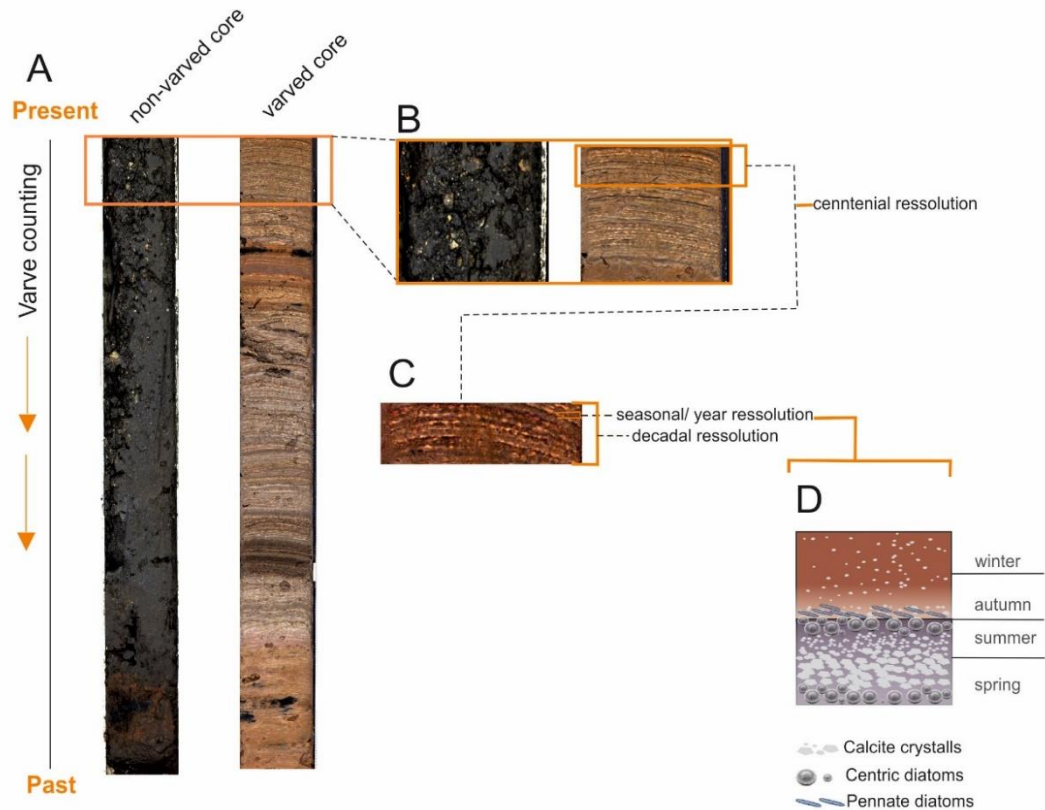 A
Present
non-varved core
varved core
Varve counting
Past
B
cenntenial ressolution
C
seasonal/ year ressolution
decadal ressolution
D
winter
autumn
summer
spring
Calcite crystalls
Centric diatoms
Pennate diatoms